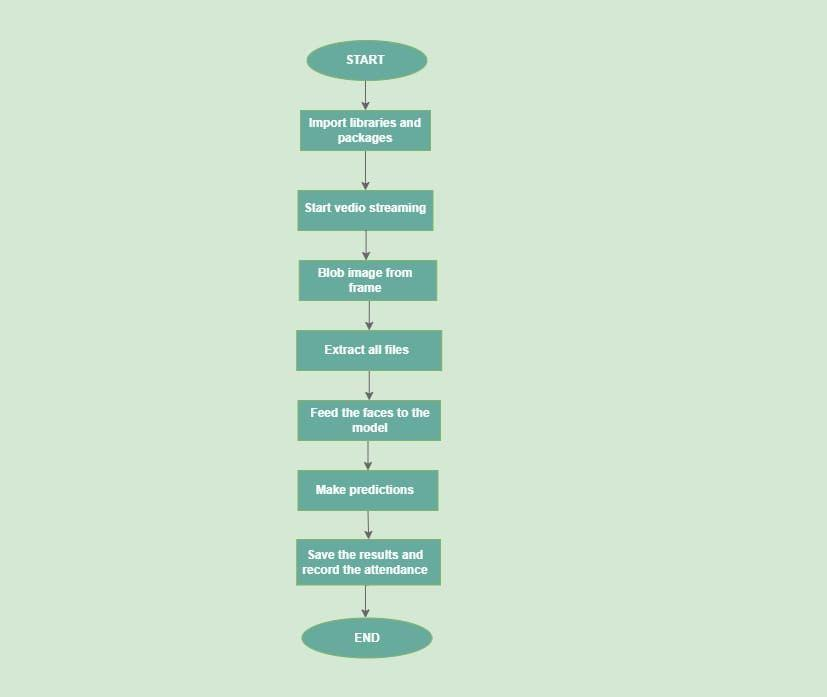 START
Import libraries and
packages
Start vedio streaming
Blob image from
frame
Extract all files
Feed the faces to the
model
Make predictions
Save the results and
record the attendance
END